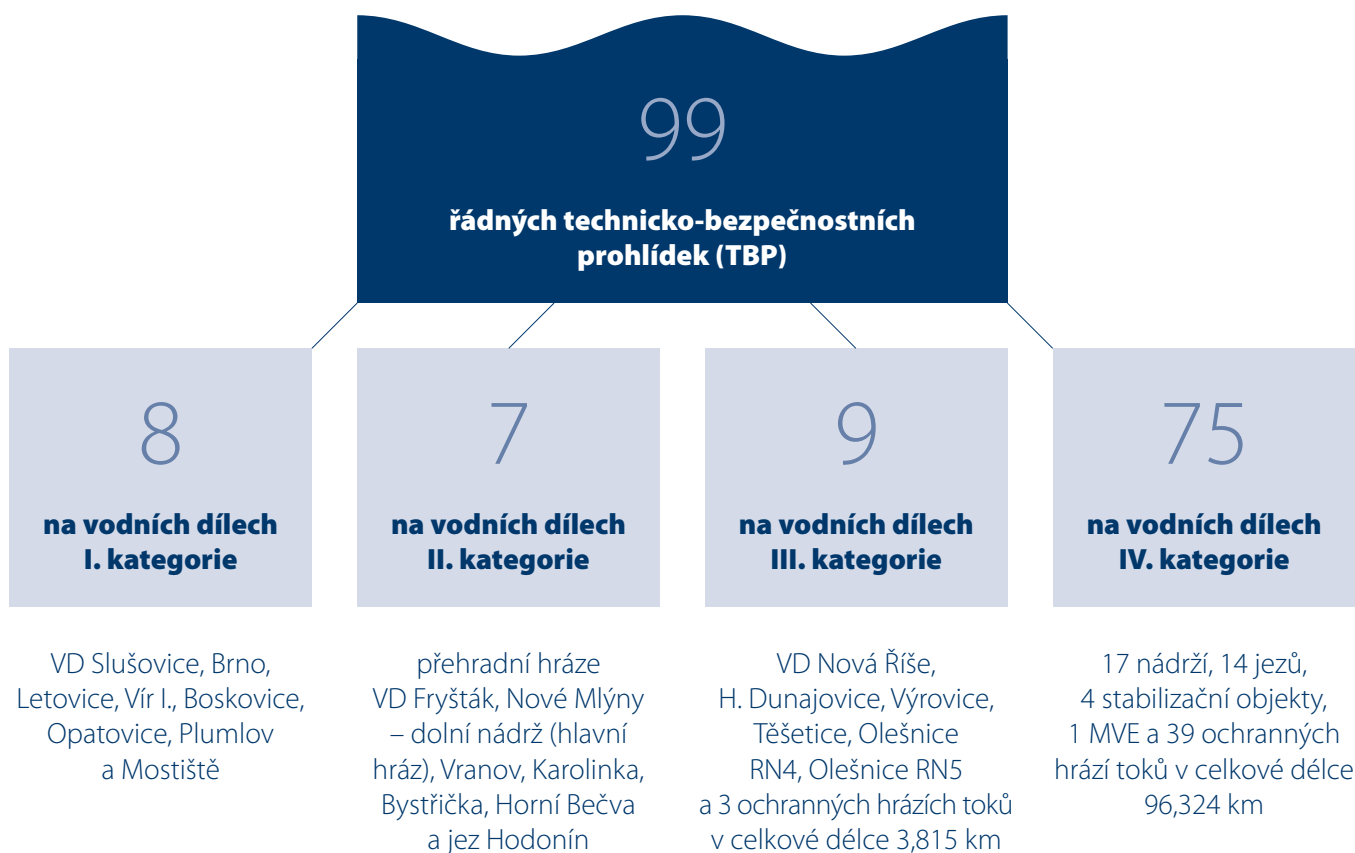 99
řádných technicko-bezpečnostních
prohlídek (TBP)
8
na vodních dílech
I. kategorie
VD Slušovice, Brno,
Letovice, Vír I., Boskovice,
Opatovice, Plumlov
a Mostiště
7
na vodních dílech
II. kategorie
přehradní hráze
VD Fryšták, Nové Mlýny
– dolní nádrž (hlavní
hráz), Vranov, Karolinka,
Bystřička, Horní Bečva
a jez Hodonín
9
na vodních dílech
III. kategorie
VD Nová Říše,
H. Dunajovice, Výrovice,
Těšetice, Olešnice
RN4, Olešnice RN5
a 3 ochranných hrázích toků
v celkové délce 3,815 km
75
na vodních dílech
IV. kategorie
17 nádrží, 14 jezů,
4 stabilizační objekty,
1 MVE a 39 ochranných
hrází toků v celkové délce
96,324 km